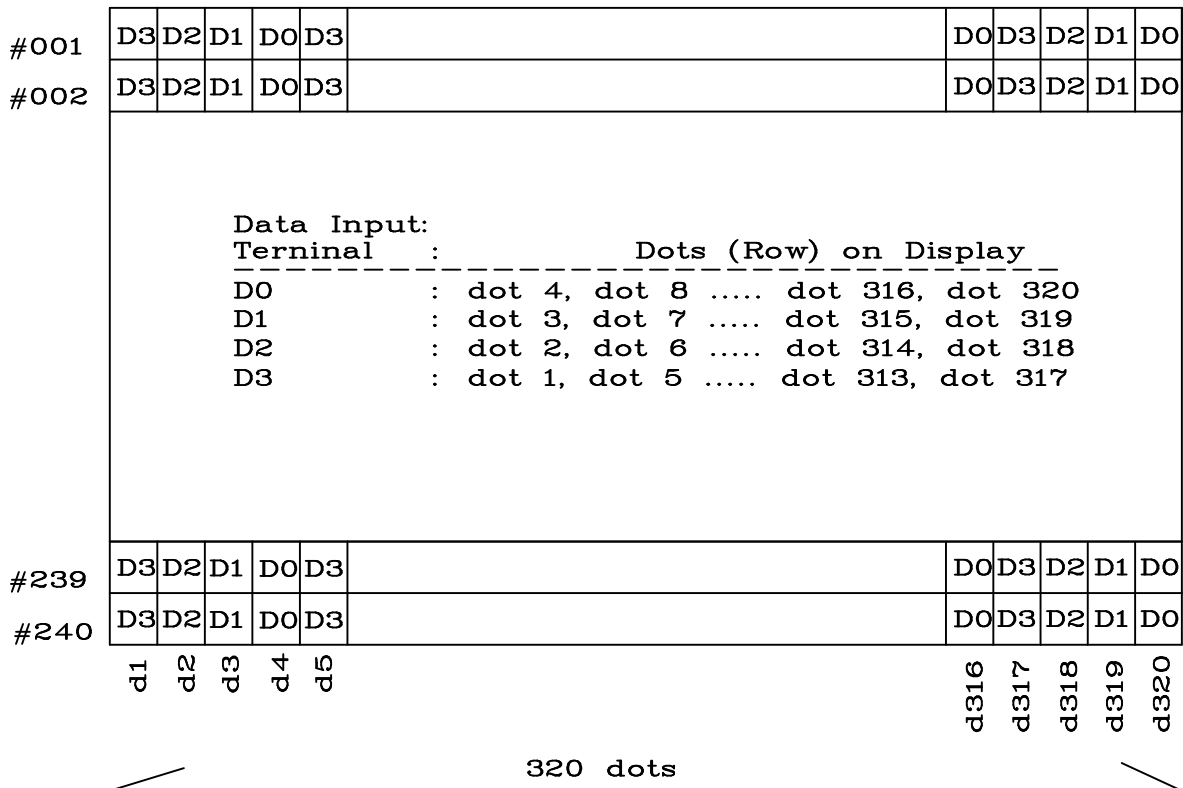 #001 D3 D2 D1 D0 D3 D0 D3 D2 D1 D0
#002 D3 D2 D1 D0 D3 D0 D3 D2 D1 D0
Data Input:
Terninal : Dots (Row) on Display
D0 : dot 4, dot 8 ..... dot 316, dot 320
D1 : dot 3, dot 7 ..... dot 315, dot 319
D2 : dot 2, dot 6 ..... dot 314, dot 318
D3 : dot 1, dot 5 ..... dot 313, dot 317
#239 D3 D2 D1 D0 D3 D0 D3 D2 D1 D0
#240 D3 D2 D1 D0 D3 D0 D3 D2 D1 D0
d1 d2 d3 d4 d5 d316 d317 d318 d319 d320
320 dots